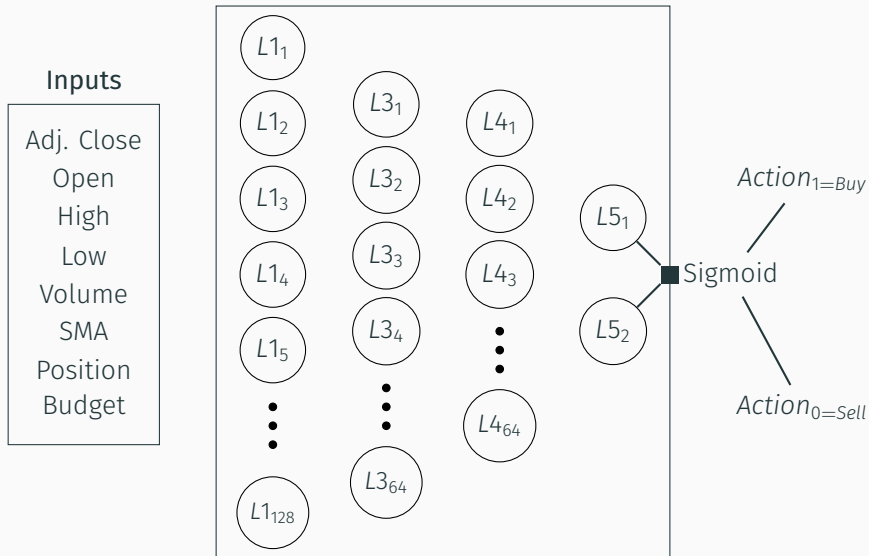 Inputs
Adj. Close
Open
High
Low
Volume
SMA
Position
Budget
L1₁
L1₂
L1₃
L1₄
L1₅
L1₁₂₈
L3₁
L3₂
L3₃
L3₄
L3₆₄
L4₁
L4₂
L4₃
L4₆₄
L5₁
L5₂
Sigmoid
Action₁₌Buy
Action₀₌Sell